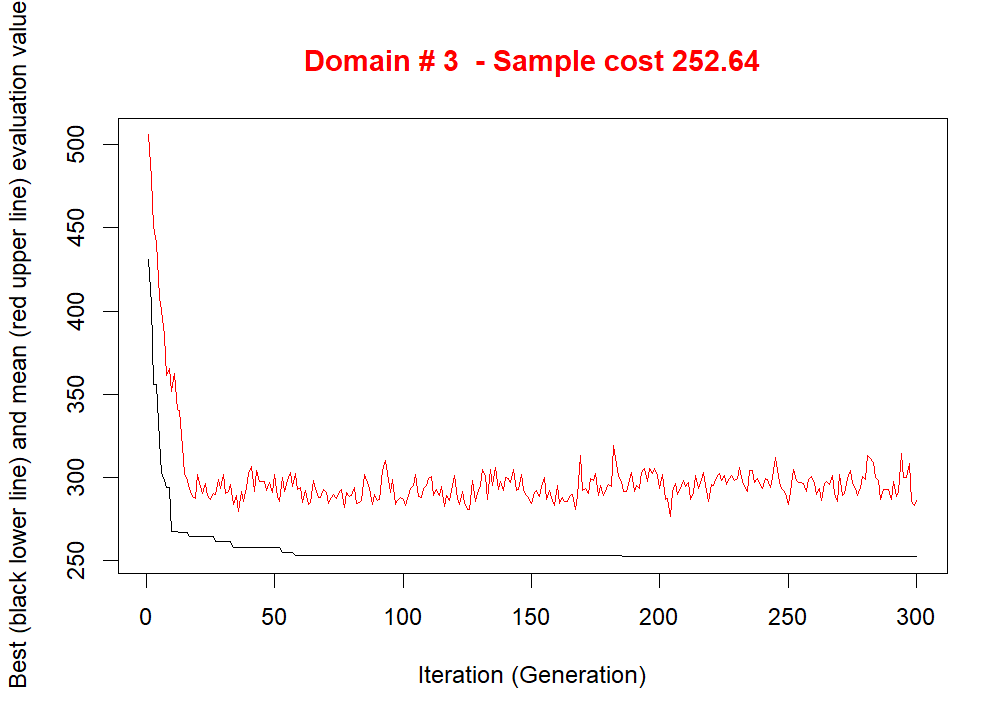 Domain # 3  - Sample cost 252.64
Best (black lower line) and mean (red upper line) evaluation value
500
450
400
350
300
250
0 50 100 150 200 250 300
Iteration (Generation)